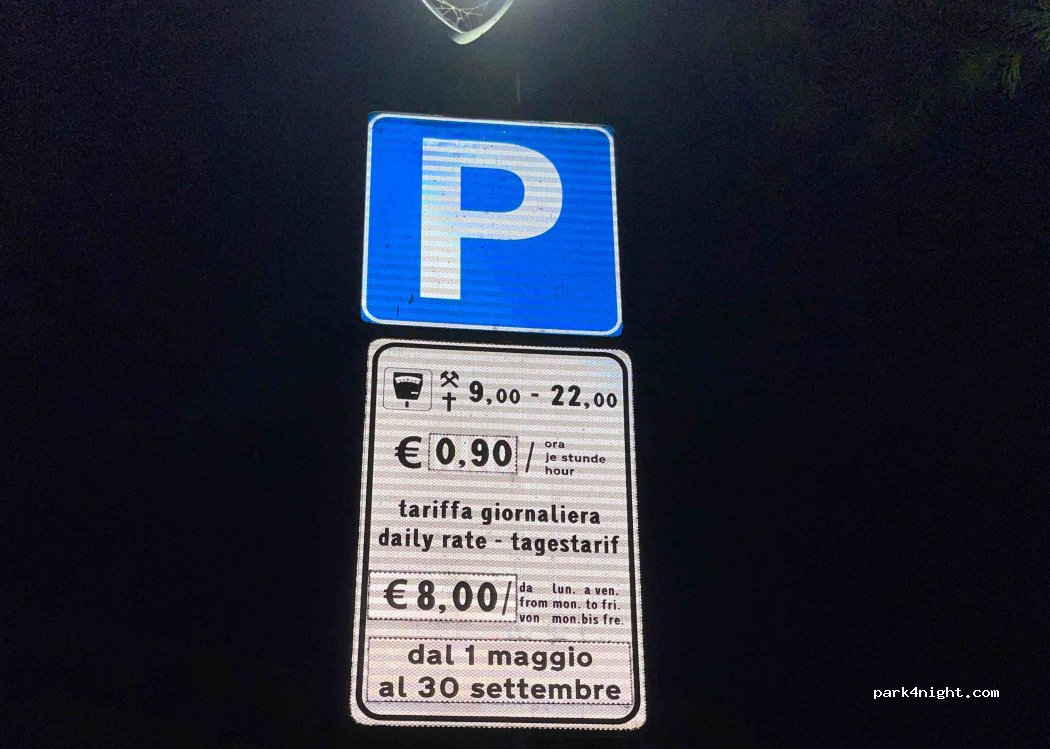 P
9,00 - 22,00
€ 0,90 / ora
je stunde
hour
tariffa giornaliera
daily rate - tagestarif
€ 8,00/ da lun. a ven.
from mon. to fri.
von mon.bis fre.
dal 1 maggio
al 30 settembre
park4night.com